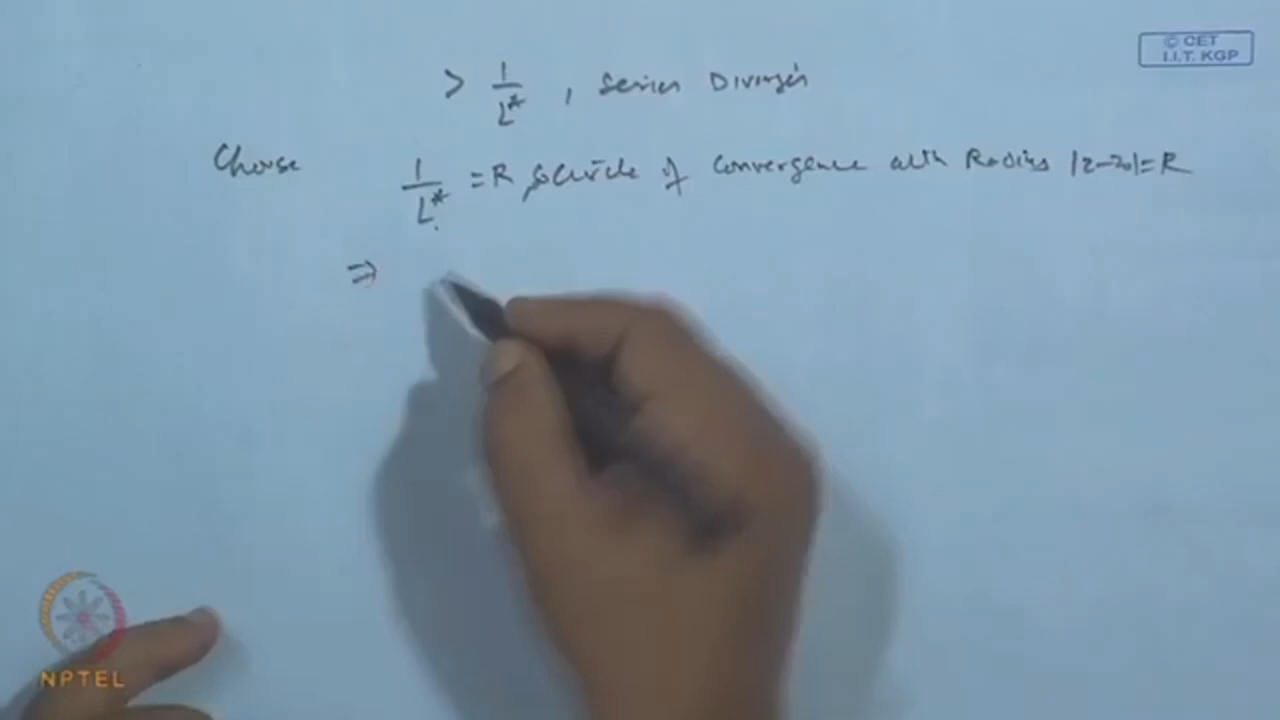 © CET
I.I.T. KGP
> 1/L* , Series Diverges
Choose 1/L* = R circle of convergence with Radius |z-z0|=R
⇒
NPTEL